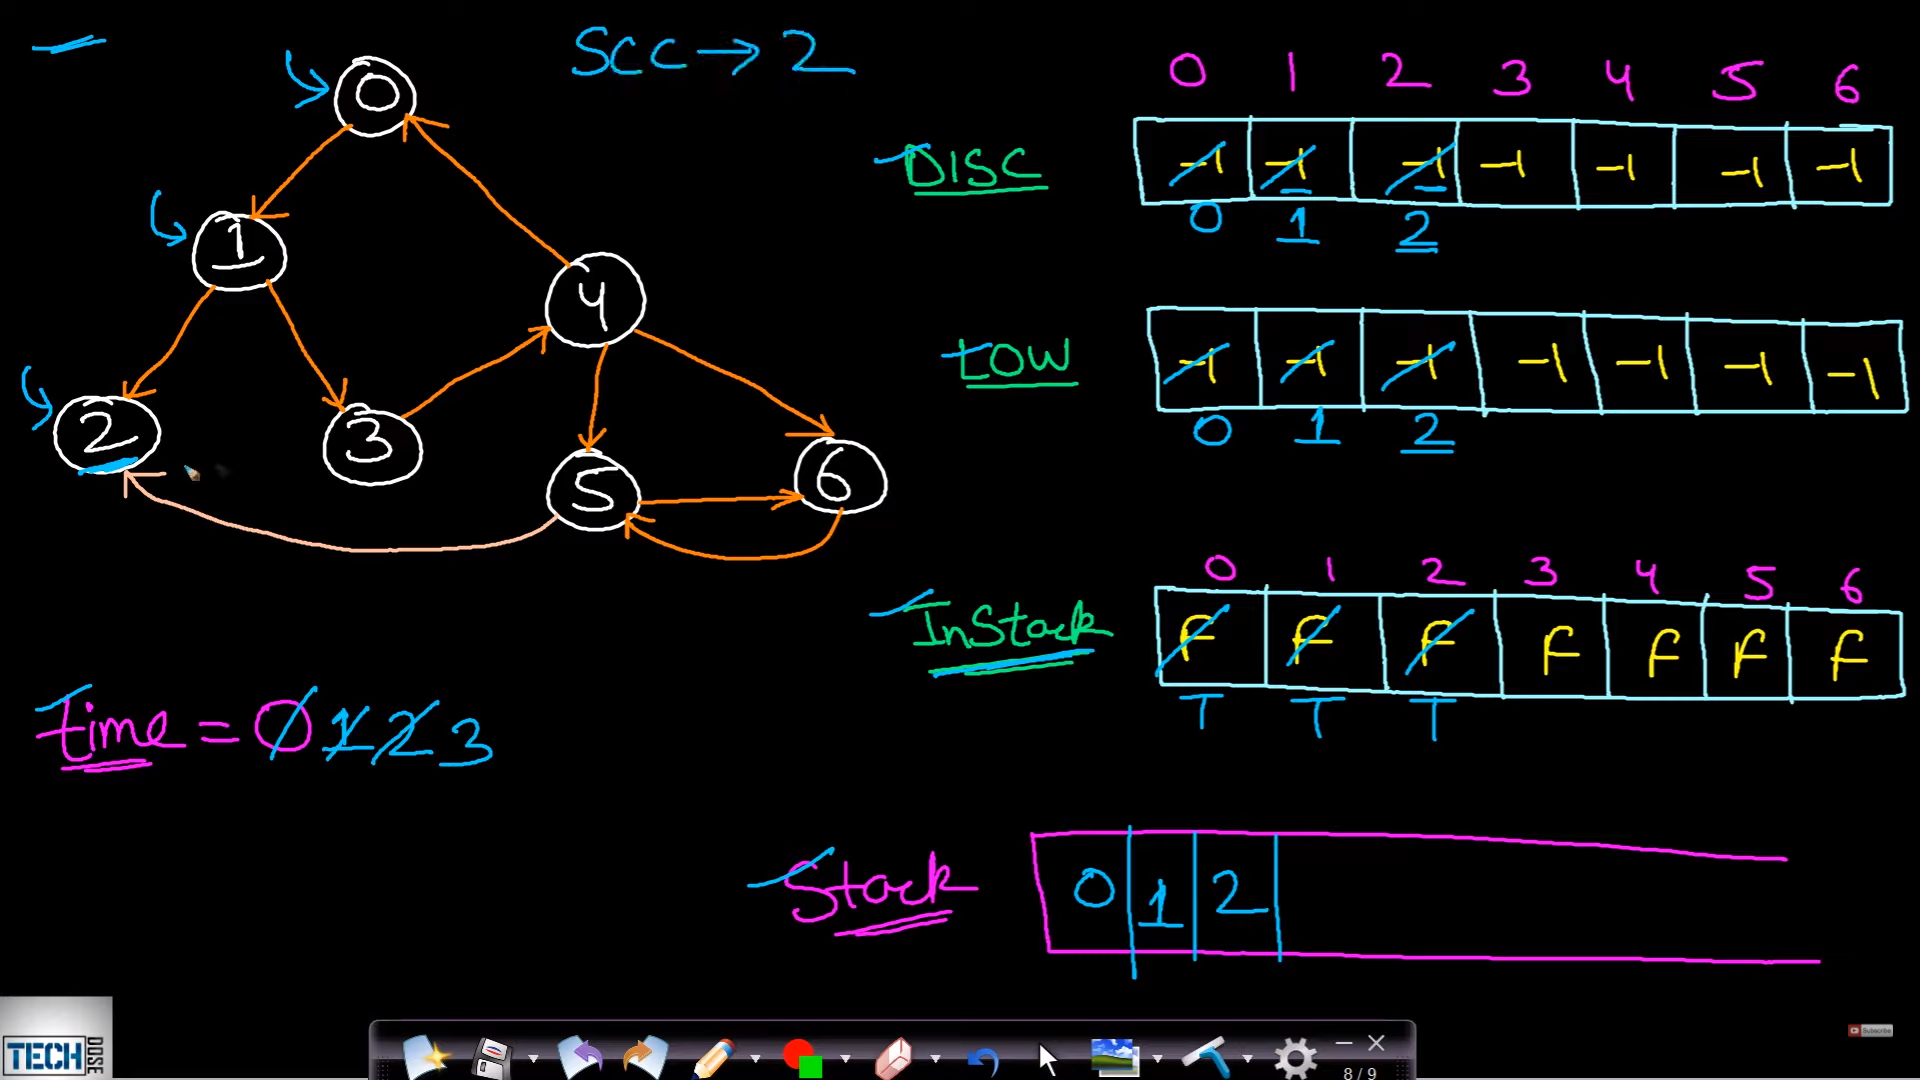 SCC → 2
0 1 2 3 4 5 6
0
DISC -1 -1 -1 -1 -1 -1 -1
0 1 2
1
4
LOW -1 -1 -1 -1 -1 -1 -1
0 1 2
2 3
5 6
0 1 2 3 4 5 6
InStack F F F F F F F
T T T
Time = 0 1 2 3
Stack 0 1 2
TECH DOSE
Subscribe
8 / 9